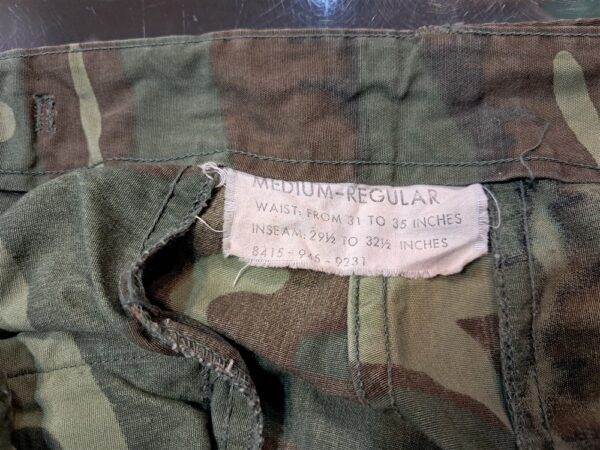 MEDIUM-REGULAR
WAIST: FROM 31 TO 35 INCHES
INSEAM: 29½ TO 32½ INCHES
8415-945-9231